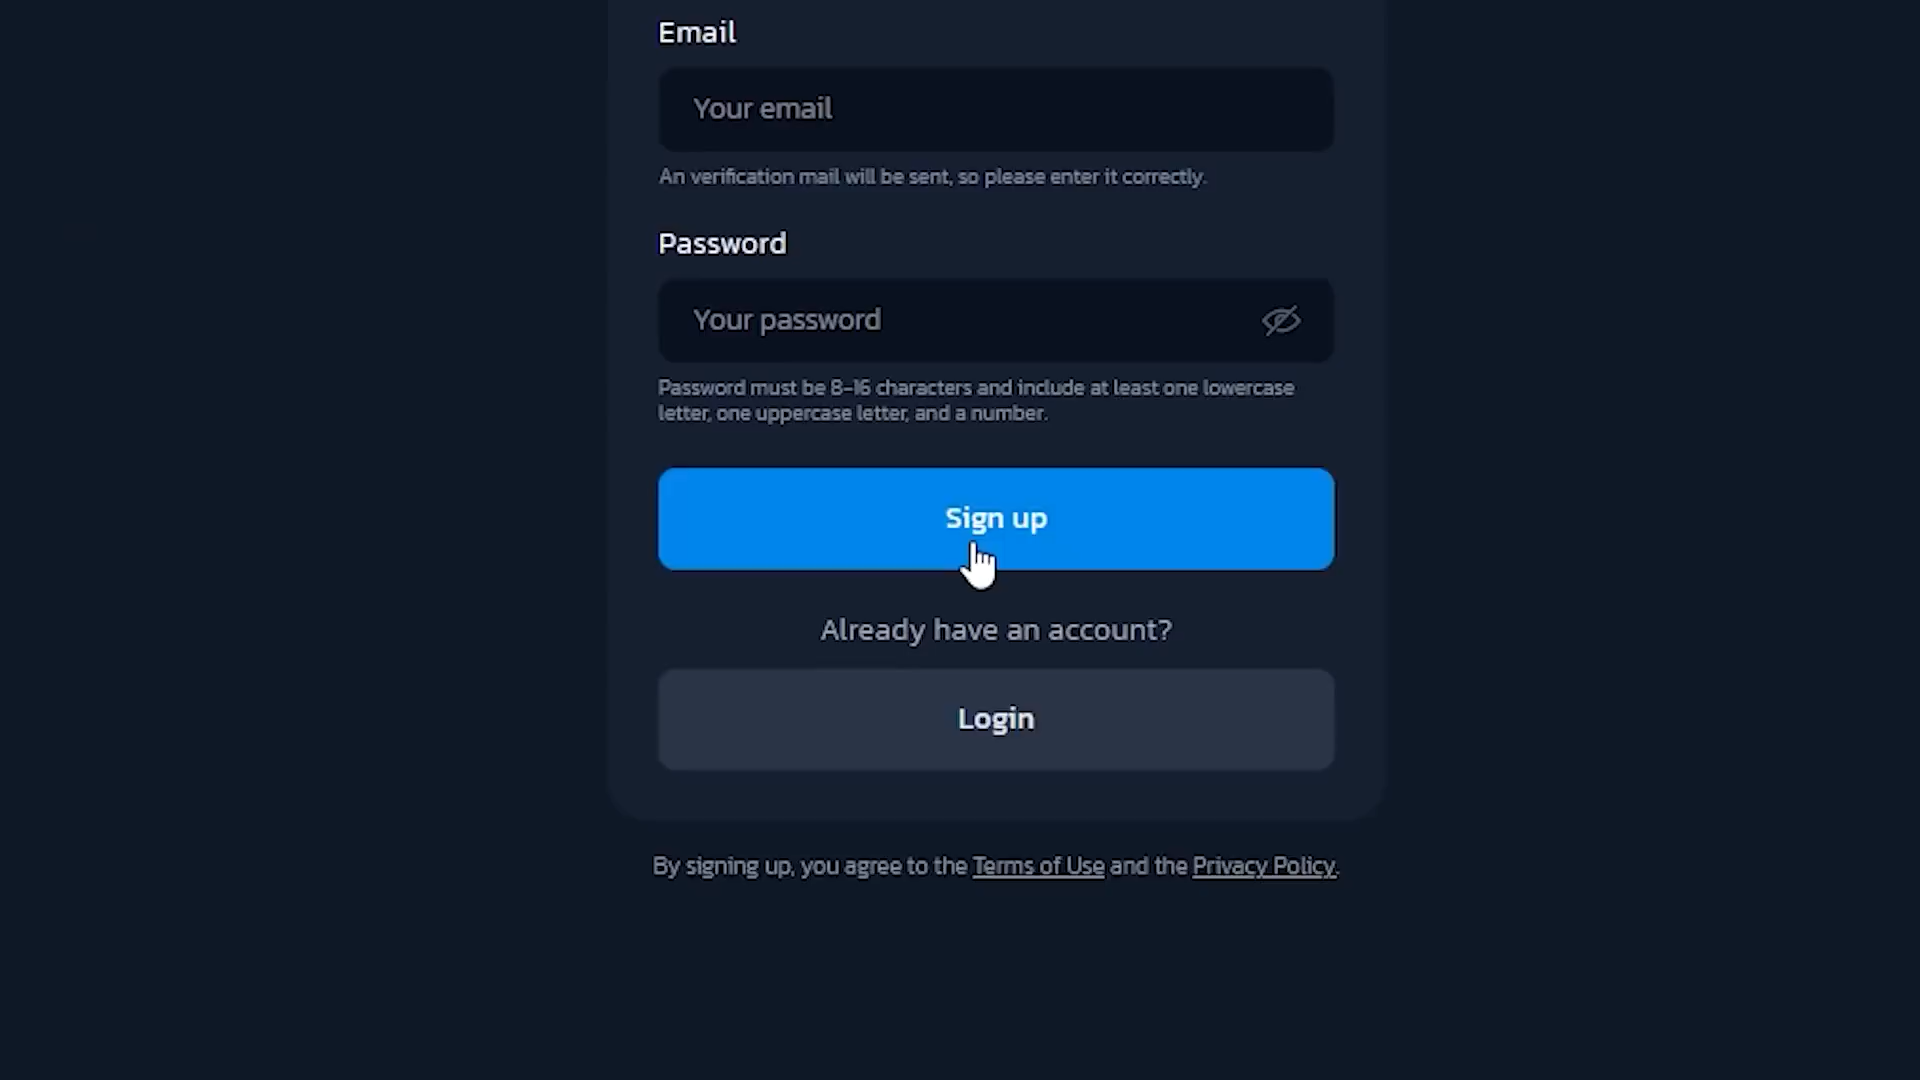 Email
Your email
An verification mail will be sent, so please enter it correctly.
Password
Your password
Password must be 8-16 characters and include at least one lowercase
letter, one uppercase letter, and a number.
Sign up
Already have an account?
Login
By signing up, you agree to the Terms of Use and the Privacy Policy.